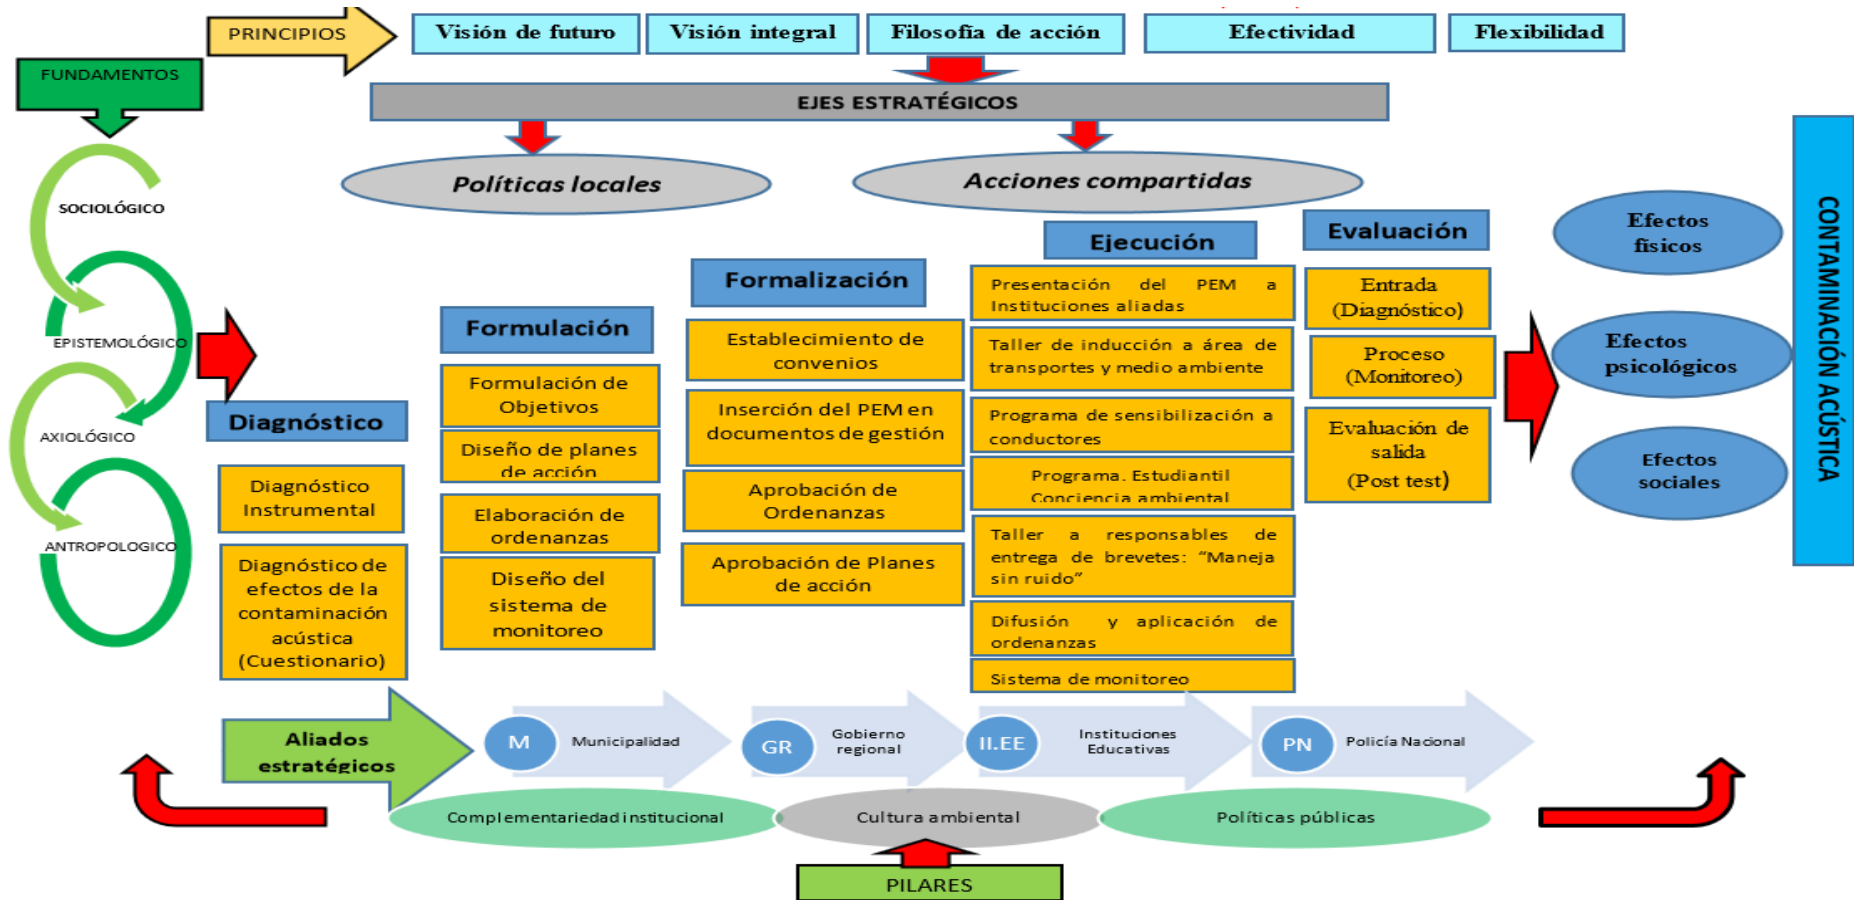 PRINCIPIOS
Visión de futuro
Visión integral
Filosofía de acción
Efectividad
Flexibilidad
FUNDAMENTOS
EJES ESTRATÉGICOS
Políticas locales
Acciones compartidas
SOCIOLÓGICO
EPISTEMOLÓGICO
AXIOLÓGICO
ANTROPOLOGICO
Diagnóstico
Diagnóstico
Instrumental
Diagnóstico de
efectos de la
contaminación
acústica
(Cuestionario)
Formulación
Formulación de
Objetivos
Diseño de planes
de acción
Elaboración de
ordenanzas
Diseño del
sistema de
monitoreo
Formalización
Establecimiento de
convenios
Inserción del PEM en
documentos de gestión
Aprobación de
Ordenanzas
Aprobación de Planes
de acción
Ejecución
Presentación del PEM a
Instituciones aliadas
Taller de inducción a área de
transportes y medio ambiente
Programa de sensibilización a
conductores
Programa. Estudiantil
Conciencia ambiental
Taller a responsables de
entrega de brevetes: “Maneja
sin ruido”
Difusión y aplicación de
ordenanzas
Sistema de monitoreo
Evaluación
Entrada
(Diagnóstico)
Proceso
(Monitoreo)
Evaluación de
salida
(Post test)
Efectos
físicos
Efectos
psicológicos
Efectos
sociales
CONTAMINACIÓN ACÚSTICA
Aliados
estratégicos
M
Municipalidad
GR
Gobierno
regional
II.EE
Instituciones
Educativas
PN
Policía Nacional
Complementariedad institucional
Cultura ambiental
Políticas públicas
PILARES